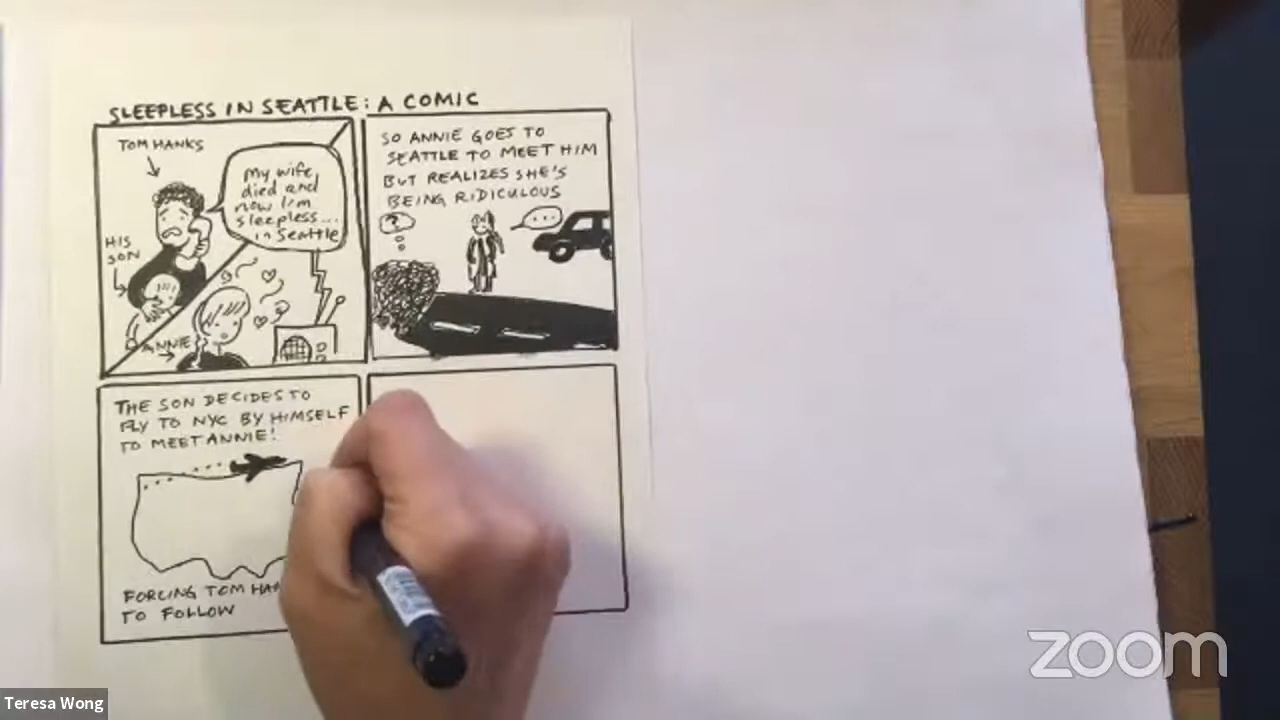 SLEEPLESS IN SEATTLE: A COMIC
TOM HANKS
My wife
died and
now I'm
sleepless...
in Seattle
HIS
SON
ANNIE
SO ANNIE GOES TO
SEATTLE TO MEET HIM
BUT REALIZES SHE'S
BEING RIDICULOUS
?
...
THE SON DECIDES TO
FLY TO NYC BY HIMSELF
TO MEET ANNIE!
FORCING TOM
TO FOLLOW
zoom
Teresa Wong